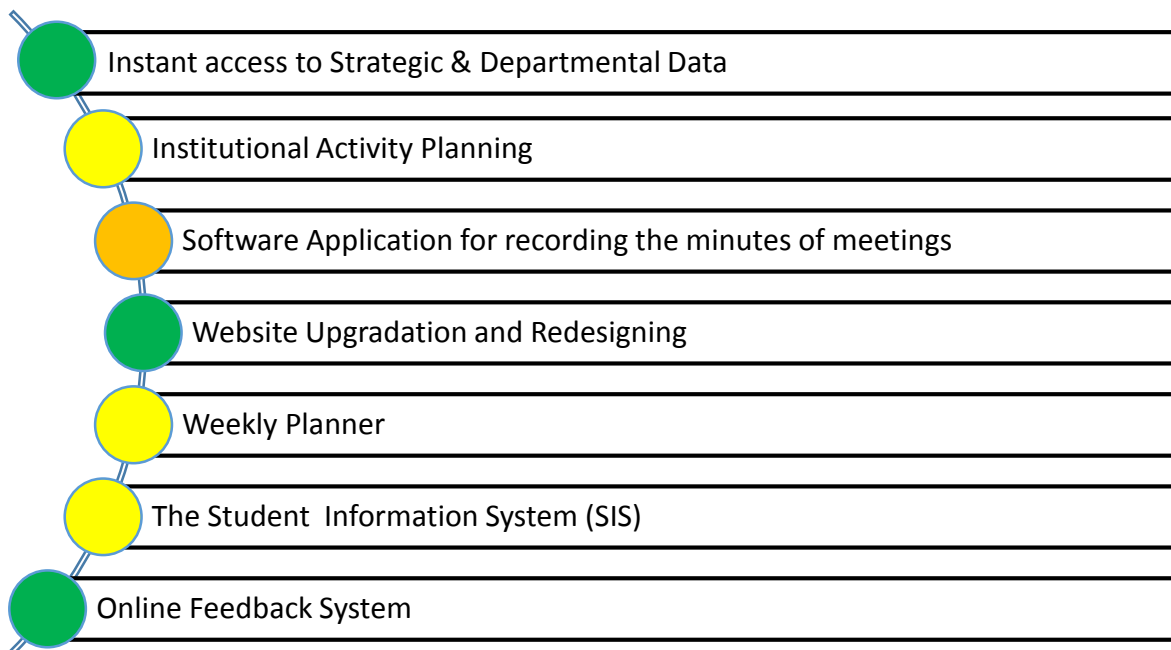 Instant access to Strategic & Departmental Data
Institutional Activity Planning
Software Application for recording the minutes of meetings
Website Upgradation and Redesigning
Weekly Planner
The Student  Information System (SIS)
Online Feedback System